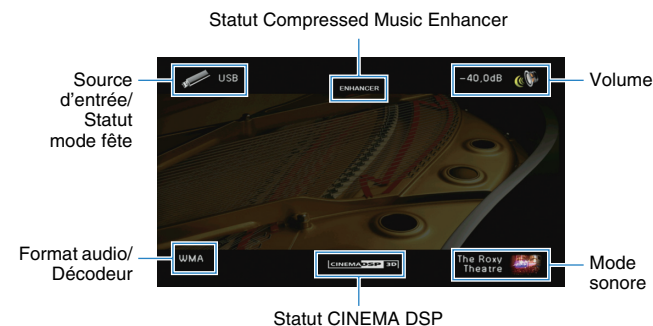 Statut Compressed Music Enhancer
Source
d'entrée/
Statut
mode fête
USB
ENHANCER
-40,0dB
Volume
Format audio/
Décodeur
WMA
CINEMA DSP 3D
The Roxy
Theatre
Mode
sonore
Statut CINEMA DSP